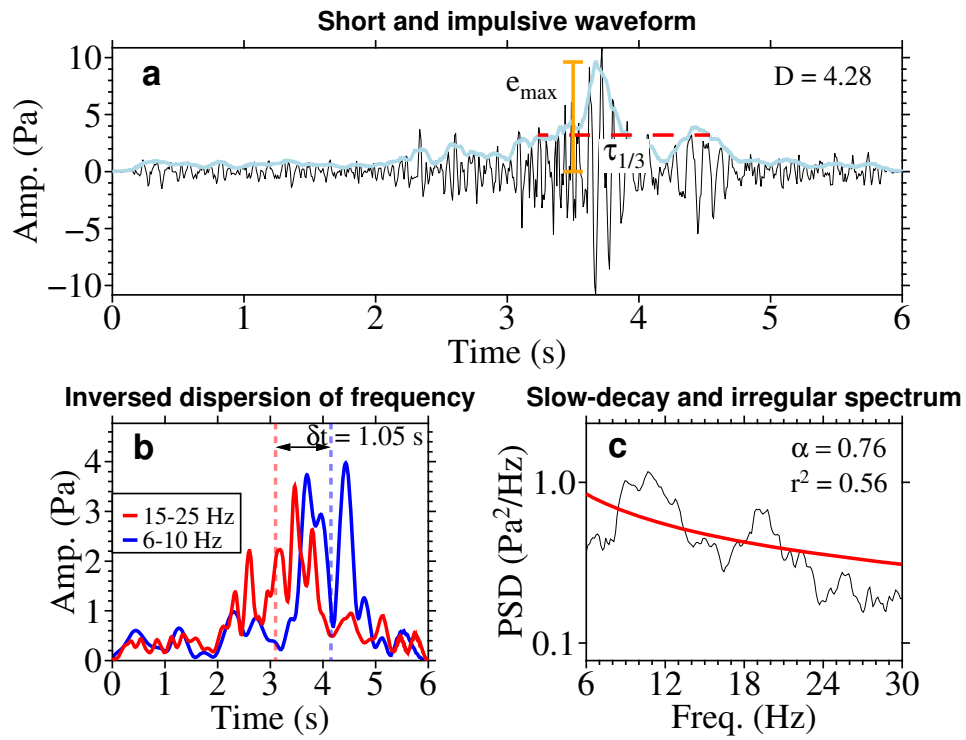 Short and impulsive waveform
a
D = 4.28
e_max
τ_1/3
Amp. (Pa)
10
5
0
−5
−10
0 1 2 3 4 5 6
Time (s)
Inversed dispersion of frequency
b
δt = 1.05 s
15-25 Hz
6-10 Hz
Amp. (Pa)
4
3
2
1
0
0 1 2 3 4 5 6
Time (s)
Slow-decay and irregular spectrum
c
α = 0.76
r² = 0.56
PSD (Pa²/Hz)
1.0
0.1
6 12 18 24 30
Freq. (Hz)